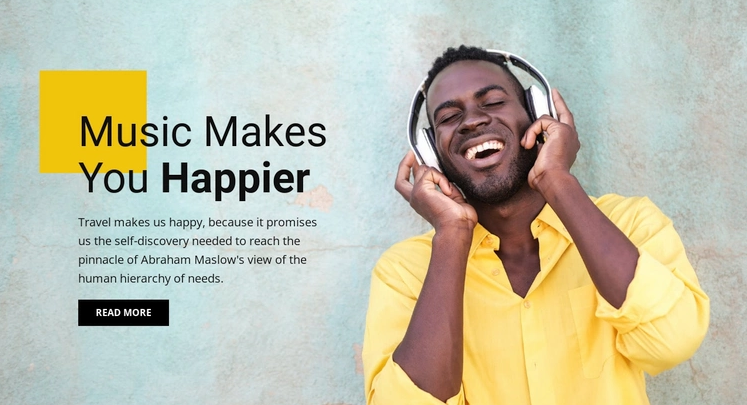 Music Makes
You Happier
Travel makes us happy, because it promises
us the self-discovery needed to reach the
pinnacle of Abraham Maslow's view of the
human hierarchy of needs.
READ MORE